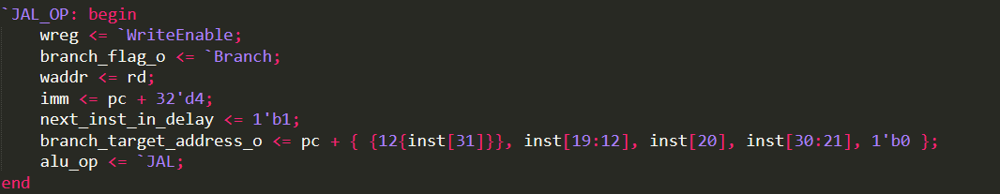 `JAL_OP: begin
    wreg <= `WriteEnable;
    branch_flag_o <= `Branch;
    waddr <= rd;
    imm <= pc + 32'd4;
    next_inst_in_delay <= 1'b1;
    branch_target_address_o <= pc + { {12{inst[31]}}, inst[19:12], inst[20], inst[30:21], 1'b0 };
    alu_op <= `JAL;
end